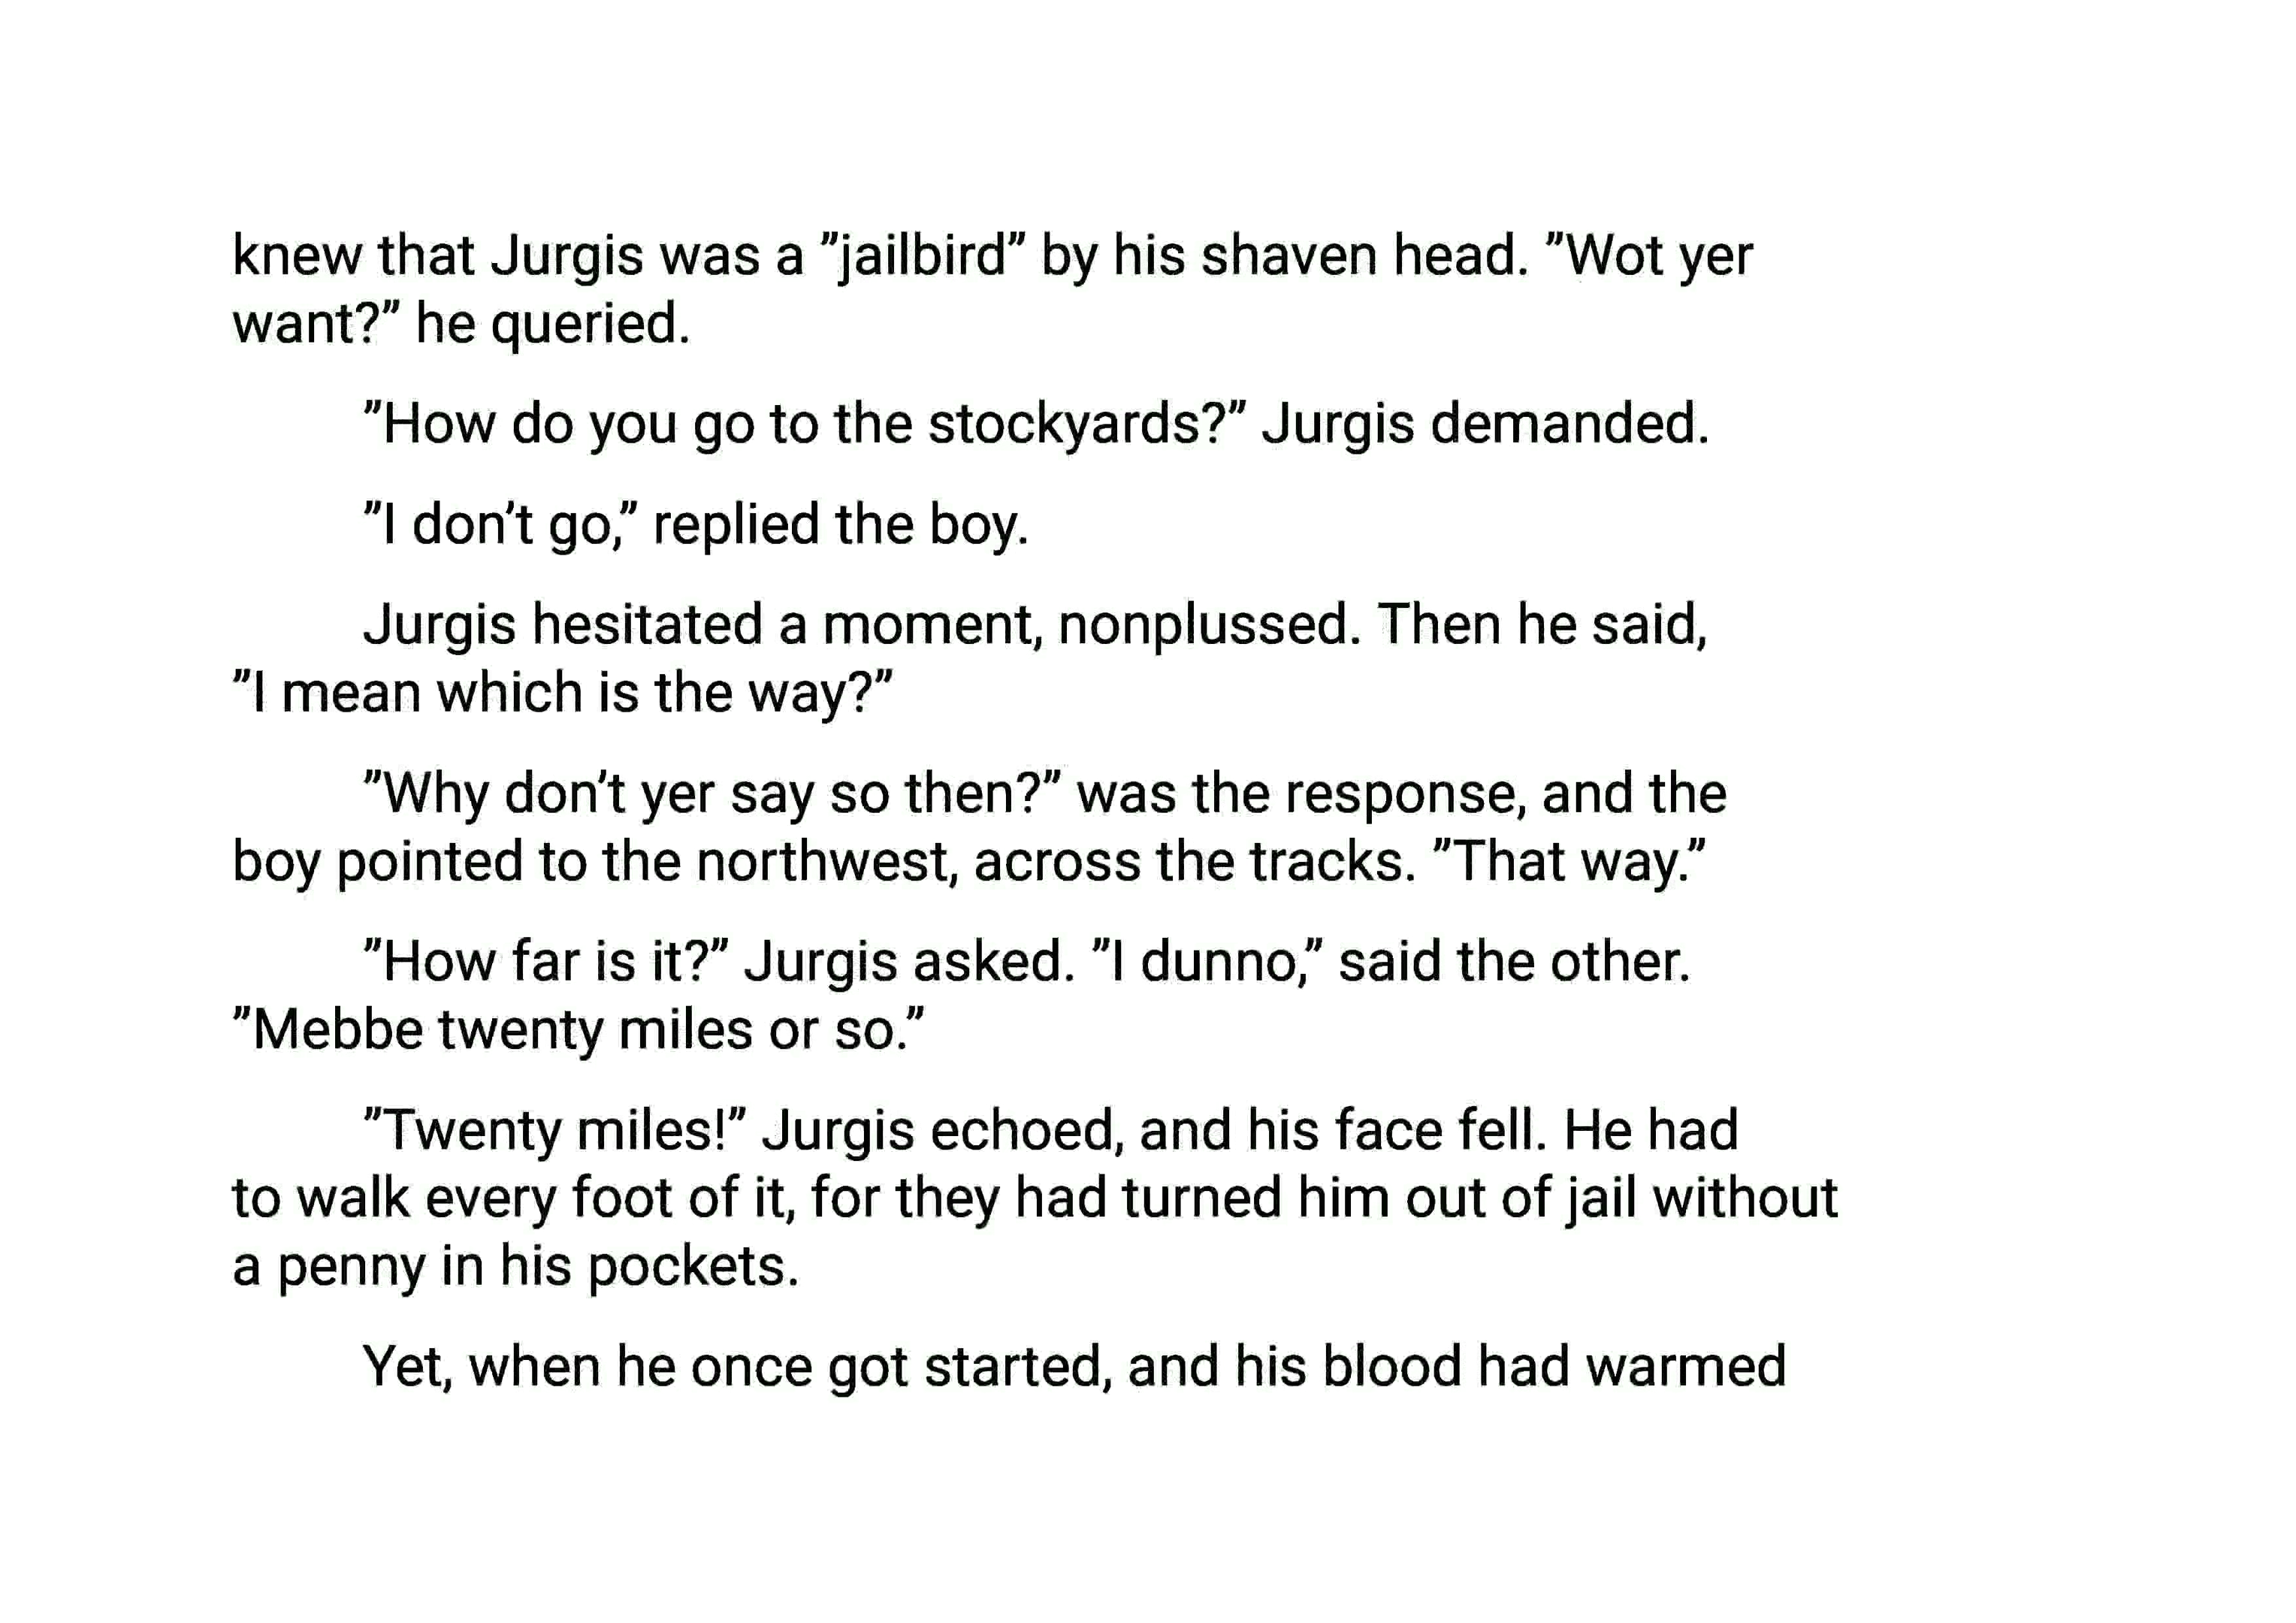 knew that Jurgis was a ”jailbird” by his shaven head. ”Wot yer
want?” he queried.
”How do you go to the stockyards?” Jurgis demanded.
”I don’t go,” replied the boy.
Jurgis hesitated a moment, nonplussed. Then he said,
”I mean which is the way?”
”Why don’t yer say so then?” was the response, and the
boy pointed to the northwest, across the tracks. ”That way.”
”How far is it?” Jurgis asked. ”I dunno,” said the other.
”Mebbe twenty miles or so.”
”Twenty miles!” Jurgis echoed, and his face fell. He had
to walk every foot of it, for they had turned him out of jail without
a penny in his pockets.
Yet, when he once got started, and his blood had warmed